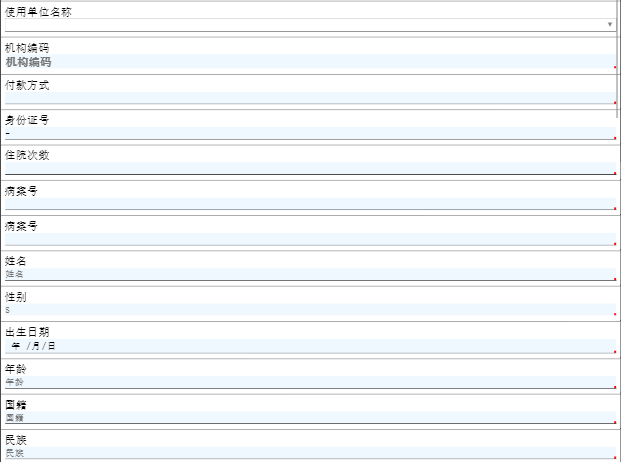 使用单位名称
机构编码
机构编码
付款方式
身份证号
-
住院次数
病案号
病案号
姓名
姓名
性别
s
出生日期
年 /月/日
年龄
年龄
国籍
国籍
民族
民族